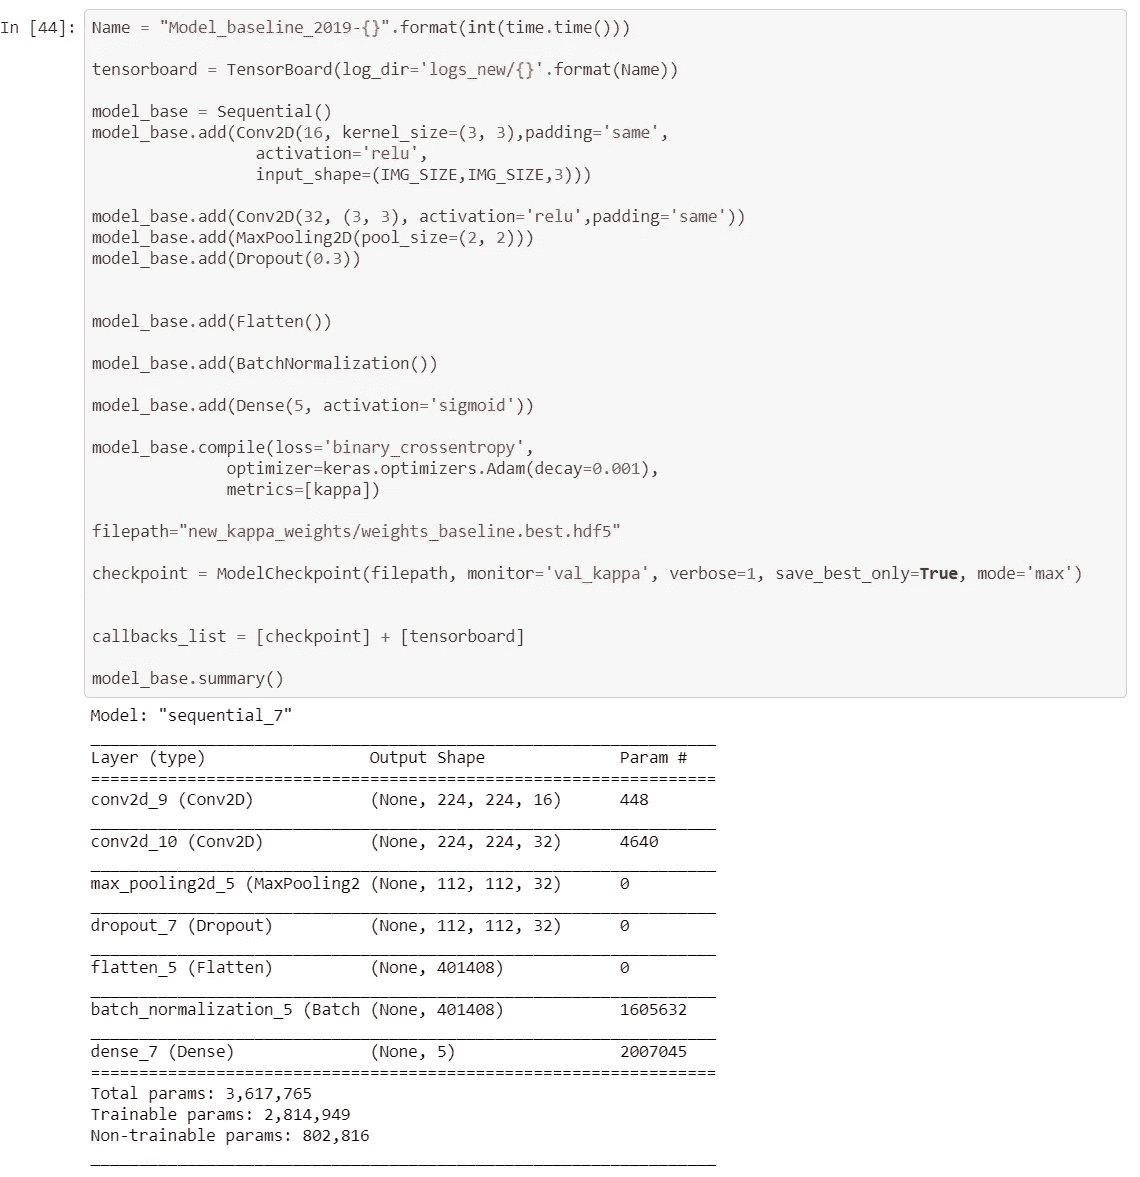 In [44]: Name = "Model_baseline_2019-{}".format(int(time.time()))
tensorboard = TensorBoard(log_dir='logs_new/{}'.format(Name))
model_base = Sequential()
model_base.add(Conv2D(16, kernel_size=(3, 3),padding='same',
activation='relu',
input_shape=(IMG_SIZE,IMG_SIZE,3)))
model_base.add(Conv2D(32, (3, 3), activation='relu',padding='same'))
model_base.add(MaxPooling2D(pool_size=(2, 2)))
model_base.add(Dropout(0.3))
model_base.add(Flatten())
model_base.add(BatchNormalization())
model_base.add(Dense(5, activation='sigmoid'))
model_base.compile(loss='binary_crossentropy',
optimizer=keras.optimizers.Adam(decay=0.001),
metrics=[kappa])
filepath="new_kappa_weights/weights_baseline.best.hdf5"
checkpoint = ModelCheckpoint(filepath, monitor='val_kappa', verbose=1, save_best_only=True, mode='max')
callbacks_list = [checkpoint] + [tensorboard]
model_base.summary()
Model: "sequential_7"
_________________________________________________________________
Layer (type) Output Shape Param #
=================================================================
conv2d_9 (Conv2D) (None, 224, 224, 16) 448
_________________________________________________________________
conv2d_10 (Conv2D) (None, 224, 224, 32) 4640
_________________________________________________________________
max_pooling2d_5 (MaxPooling2 (None, 112, 112, 32) 0
_________________________________________________________________
dropout_7 (Dropout) (None, 112, 112, 32) 0
_________________________________________________________________
flatten_5 (Flatten) (None, 401408) 0
_________________________________________________________________
batch_normalization_5 (Batch (None, 401408) 1605632
_________________________________________________________________
dense_7 (Dense) (None, 5) 2007045
=================================================================
Total params: 3,617,765
Trainable params: 2,814,949
Non-trainable params: 802,816
_________________________________________________________________